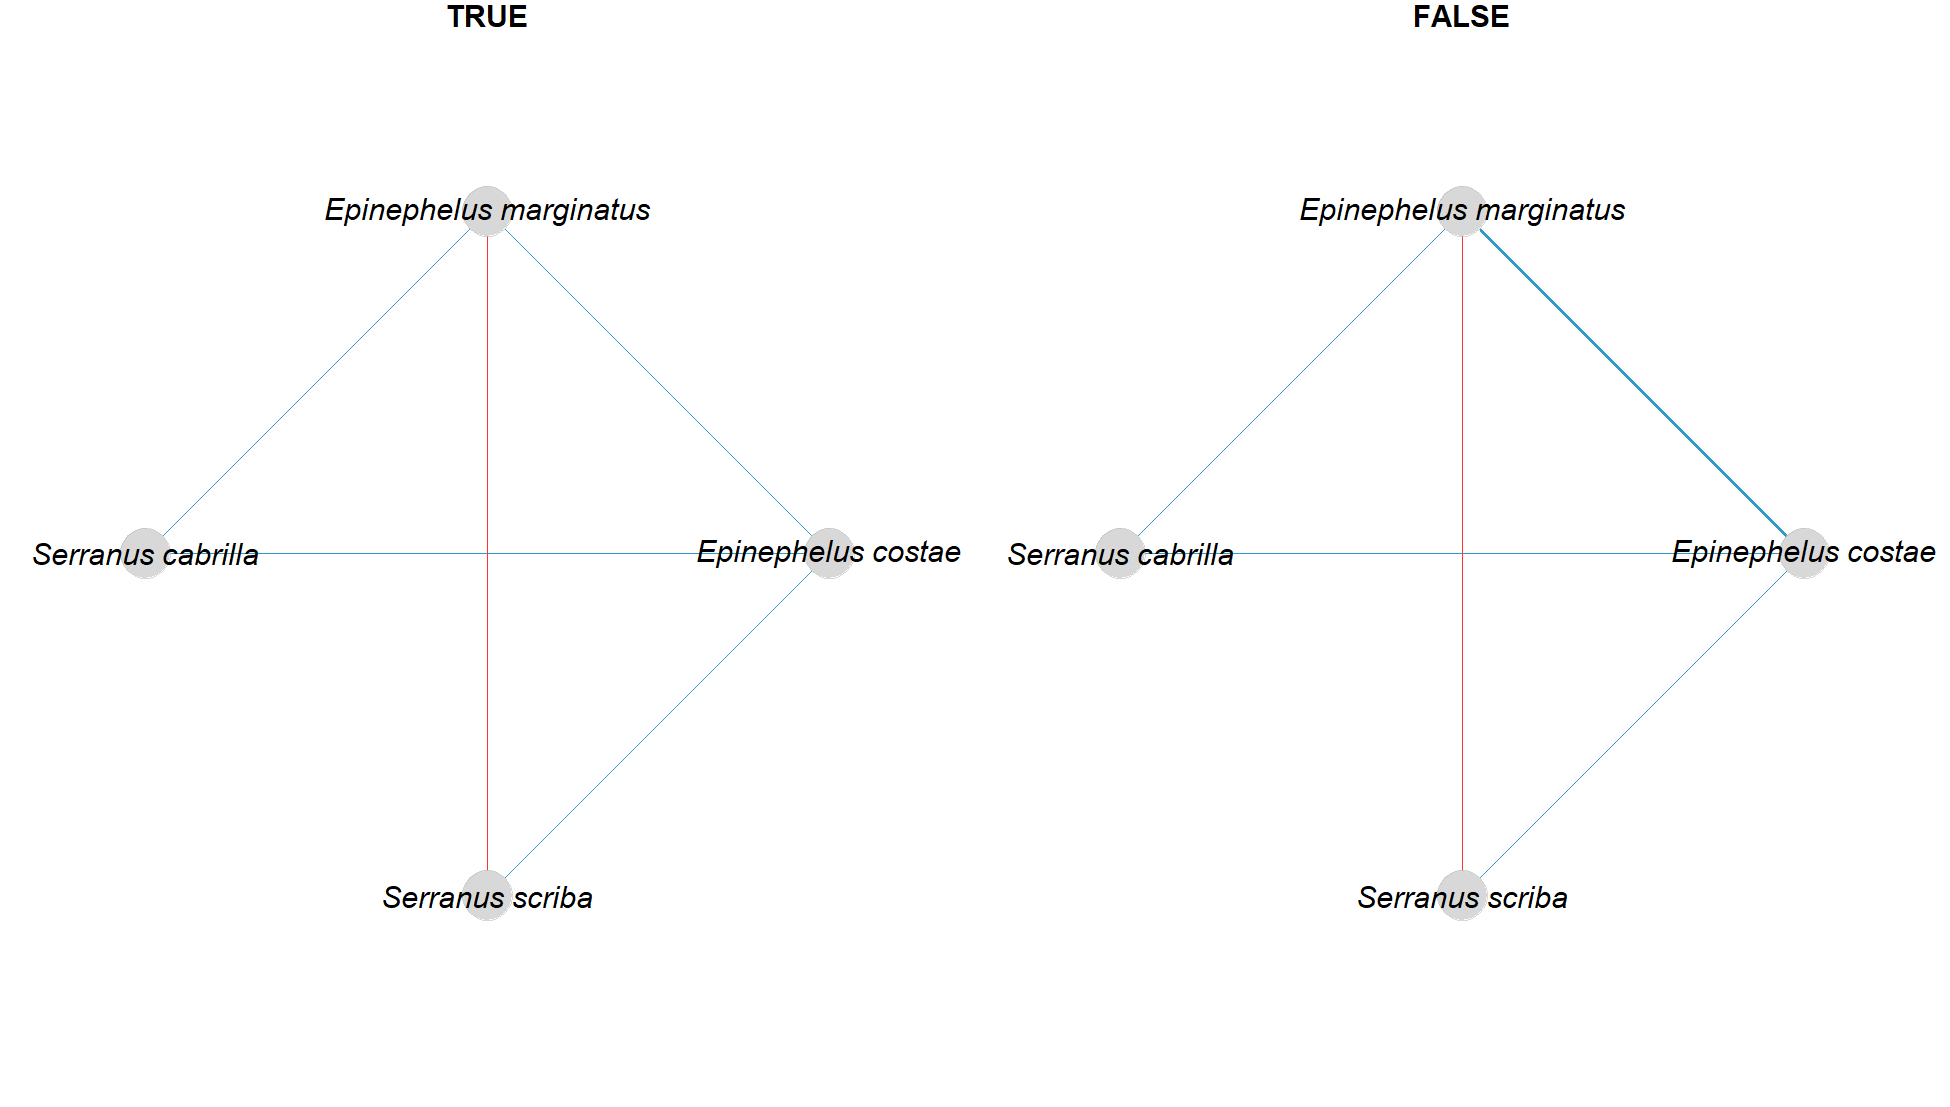 TRUE
Epinephelus marginatus
Serranus cabrilla
Epinephelus costae
Serranus scriba
FALSE
Epinephelus marginatus
Serranus cabrilla
Epinephelus costae
Serranus scriba